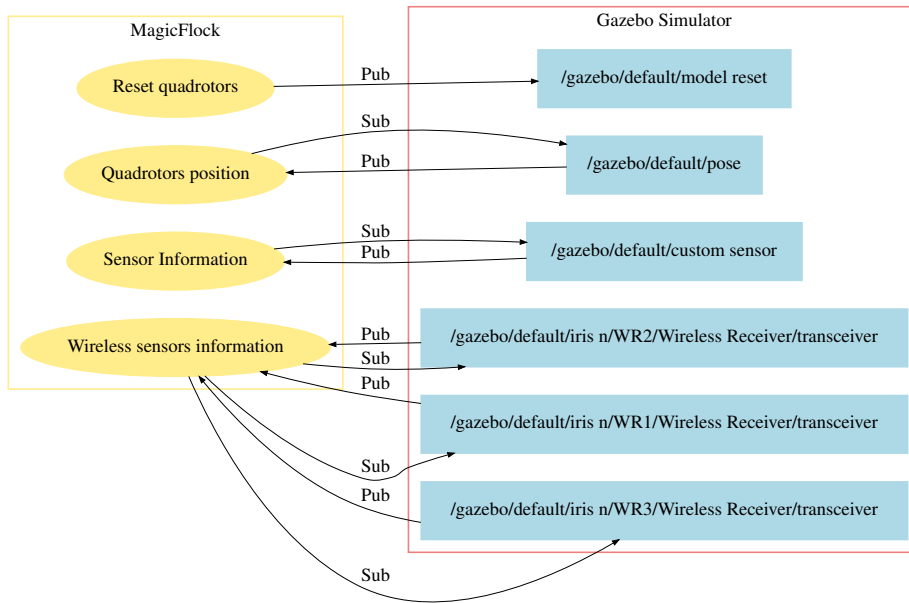 MagicFlock
Gazebo Simulator
Reset quadrotors
Pub
/gazebo/default/model reset
Sub
Quadrotors position
Pub
/gazebo/default/pose
Sub
Sensor Information
Pub
/gazebo/default/custom sensor
Pub
Wireless sensors information
Sub
/gazebo/default/iris n/WR2/Wireless Receiver/transceiver
Pub
/gazebo/default/iris n/WR1/Wireless Receiver/transceiver
Sub
Pub
/gazebo/default/iris n/WR3/Wireless Receiver/transceiver
Sub